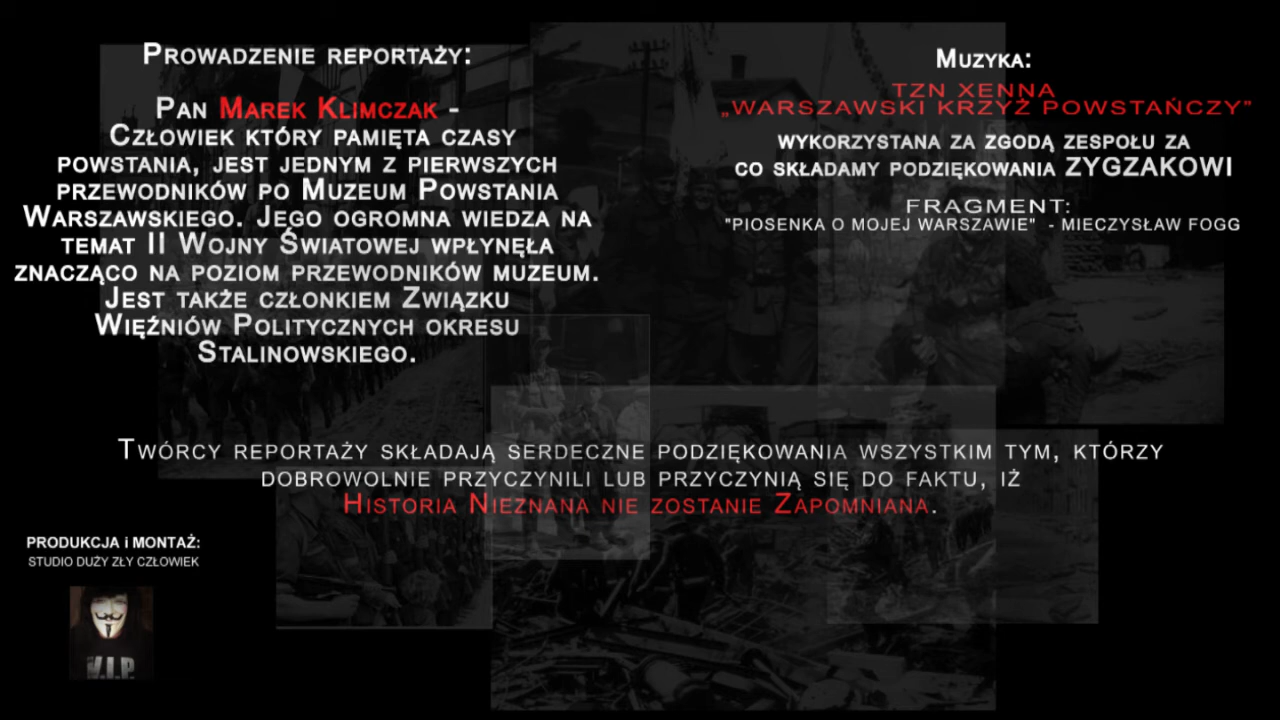 Prowadzenie reportaży:
Pan Marek Klimczak -
Człowiek który pamięta czasy
powstania, jest jednym z pierwszych
przewodników po Muzeum Powstania
Warszawskiego. Jego ogromna wiedza na
temat II Wojny Światowej wpłynęła
znacząco na poziom przewodników muzeum.
Jest także członkiem Związku
Więźniów Politycznych okresu
Stalinowskiego.
Muzyka:
TZN XENNA
„WARSZAWSKI KRZYŻ POWSTAŃCZY”
wykorzystana za zgodą zespołu za
co składamy podziękowania ZYGZAKOWI
FRAGMENT:
"PIOSENKA O MOJEJ WARSZAWIE" - MIECZYSŁAW FOGG
Twórcy reportaży składają serdeczne podziękowania wszystkim tym, którzy
dobrowolnie przyczynili lub przyczynią się do faktu, iż
Historia Nieznana nie zostanie Zapomniana.
PRODUKCJA i MONTAŻ:
STUDIO DUŻY ZŁY CZŁOWIEK
V.I.P.